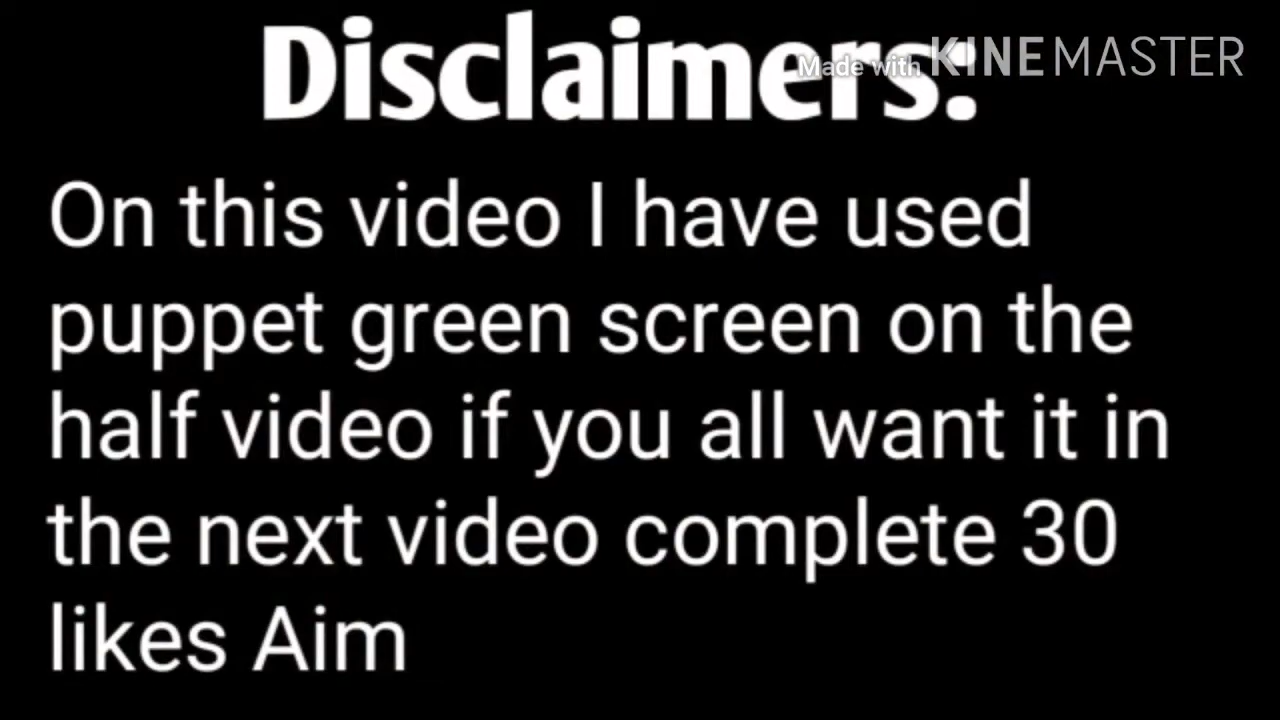 Disclaimers:
Made with KINEMASTER
On this video I have used
puppet green screen on the
half video if you all want it in
the next video complete 30
likes Aim